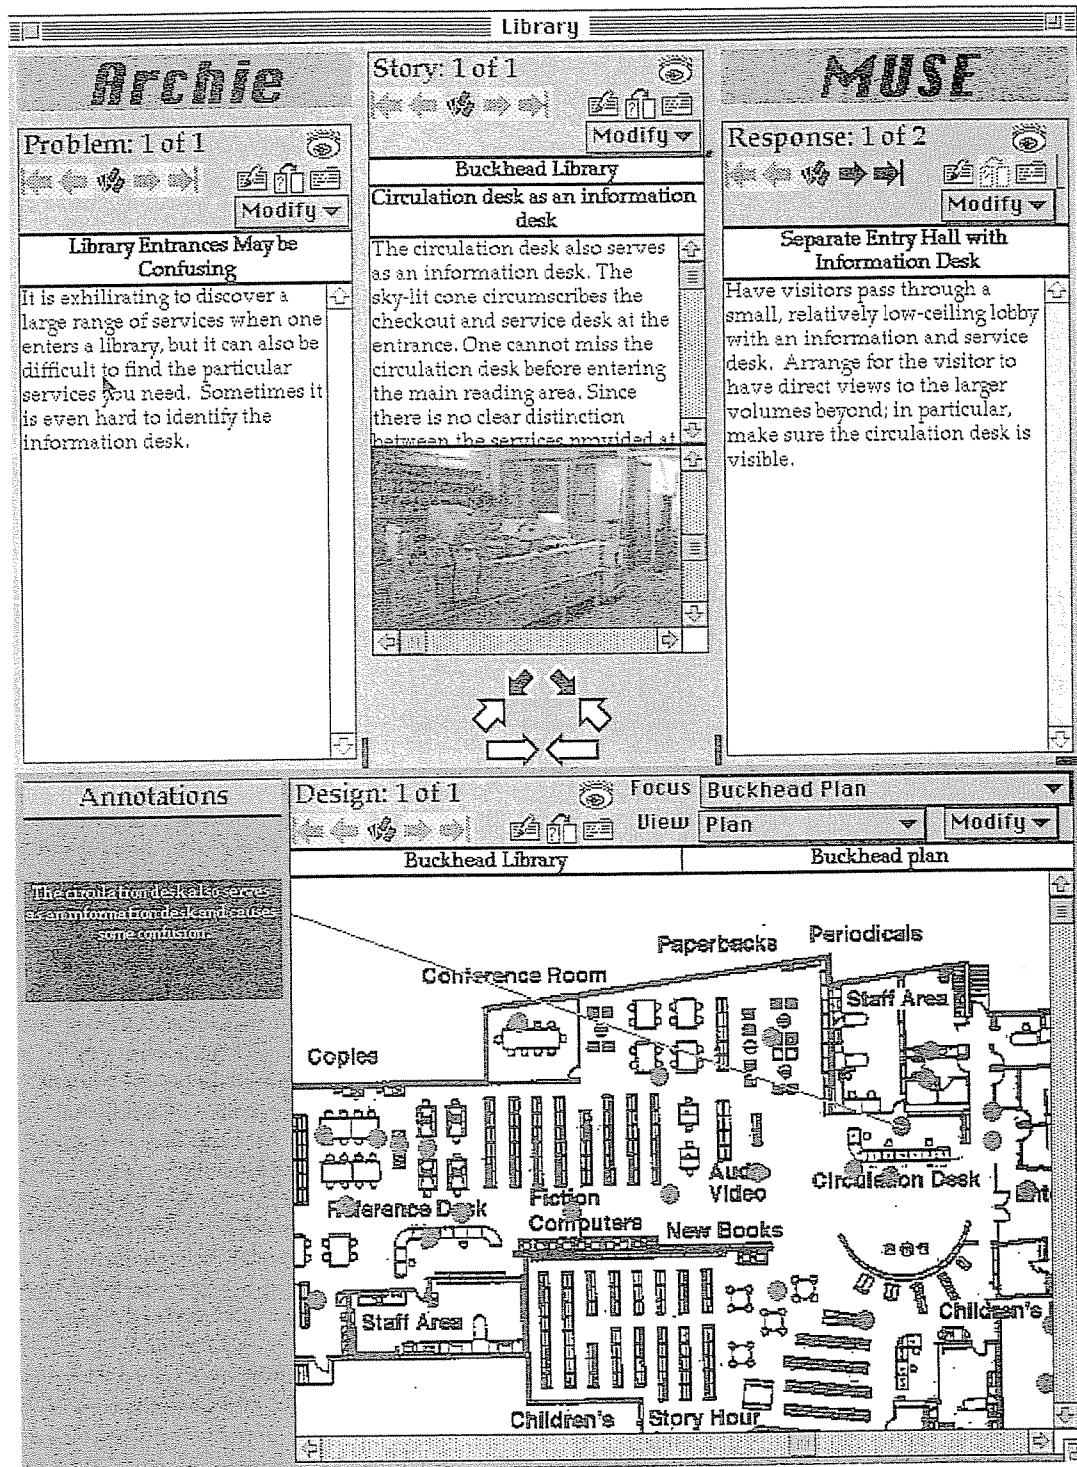 Library
Archie
Problem: 1 of 1
Modify
Library Entrances May be
Confusing
It is exhilirating to discover a
large range of services when one
enters a library, but it can also be
difficult to find the particular
services you need. Sometimes it
is even hard to identify the
information desk.
Story: 1 of 1
Modify
Buckhead Library
Circulation desk as an information
desk
The circulation desk also serves
as an information desk. The
sky-lit cone circumscribes the
checkout and service desk at the
entrance. One cannot miss the
circulation desk before entering
the main reading area. Since
there is no clear distinction
between the services provided at
MUSE
Response: 1 of 2
Modify
Separate Entry Hall with
Information Desk
Have visitors pass through a
small, relatively low-ceiling lobby
with an information and service
desk. Arrange for the visitor to
have direct views to the larger
volumes beyond; in particular,
make sure the circulation desk is
visible.
Annotations
The circulation desk also serves
as an information desk and causes
some confusion.
Design: 1 of 1
Focus Buckhead Plan
View Plan
Modify
Buckhead Library
Buckhead plan
Paperbacks
Periodicals
Conference Room
Staff Area
Copies
Audio
Video
Circulation Desk
Reference Desk
Fiction
Computers
New Books
Staff Area
Children's
Children's
Story Hour